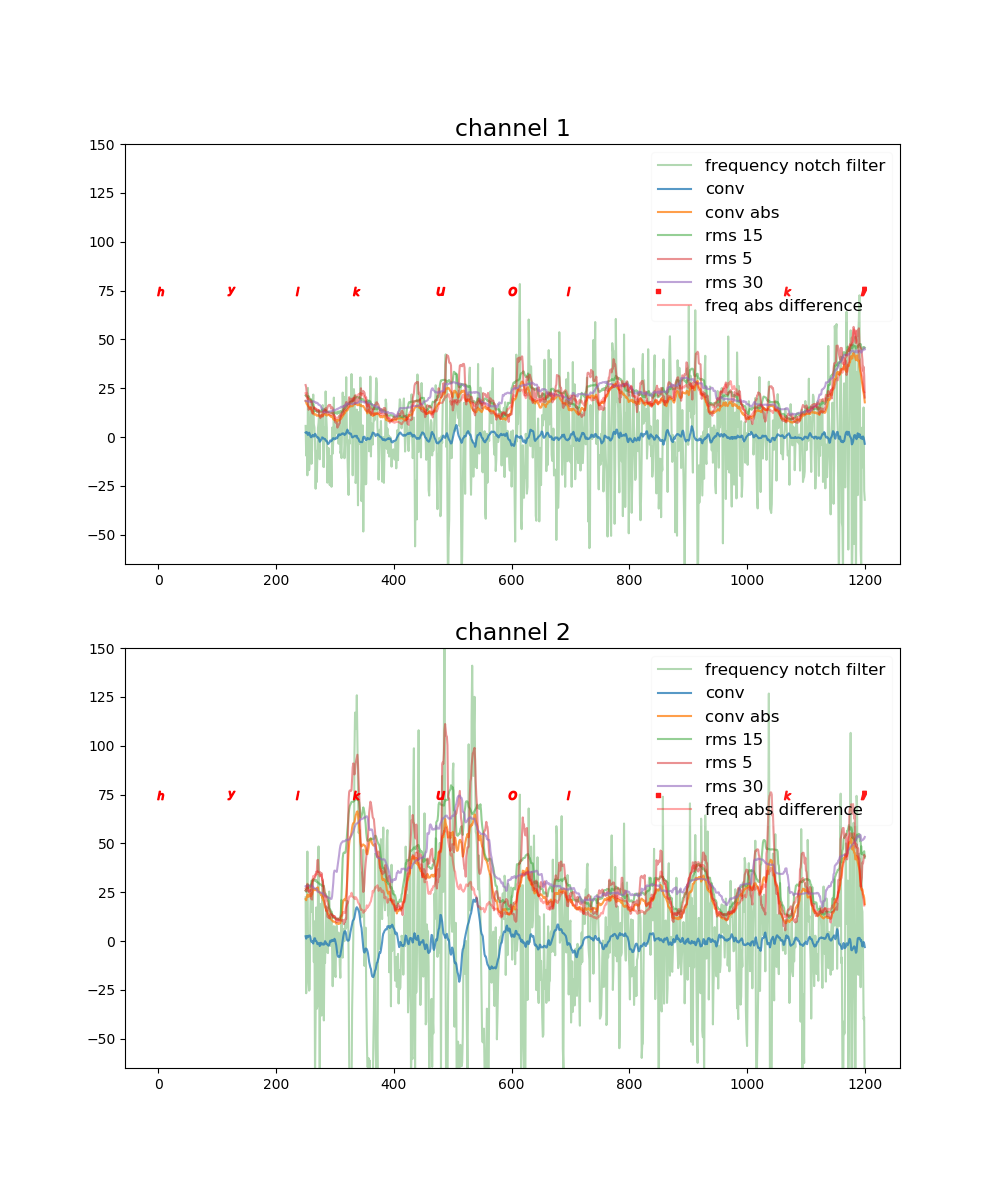 channel 1
150
125
100
75
50
25
0
−25
−50
frequency notch filter
conv
conv abs
rms 15
rms 5
rms 30
freq abs difference
h y l k u o l . k ,
0 200 400 600 800 1000 1200
channel 2
150
125
100
75
50
25
0
−25
−50
frequency notch filter
conv
conv abs
rms 15
rms 5
rms 30
freq abs difference
h y l k u o l . k ,
0 200 400 600 800 1000 1200